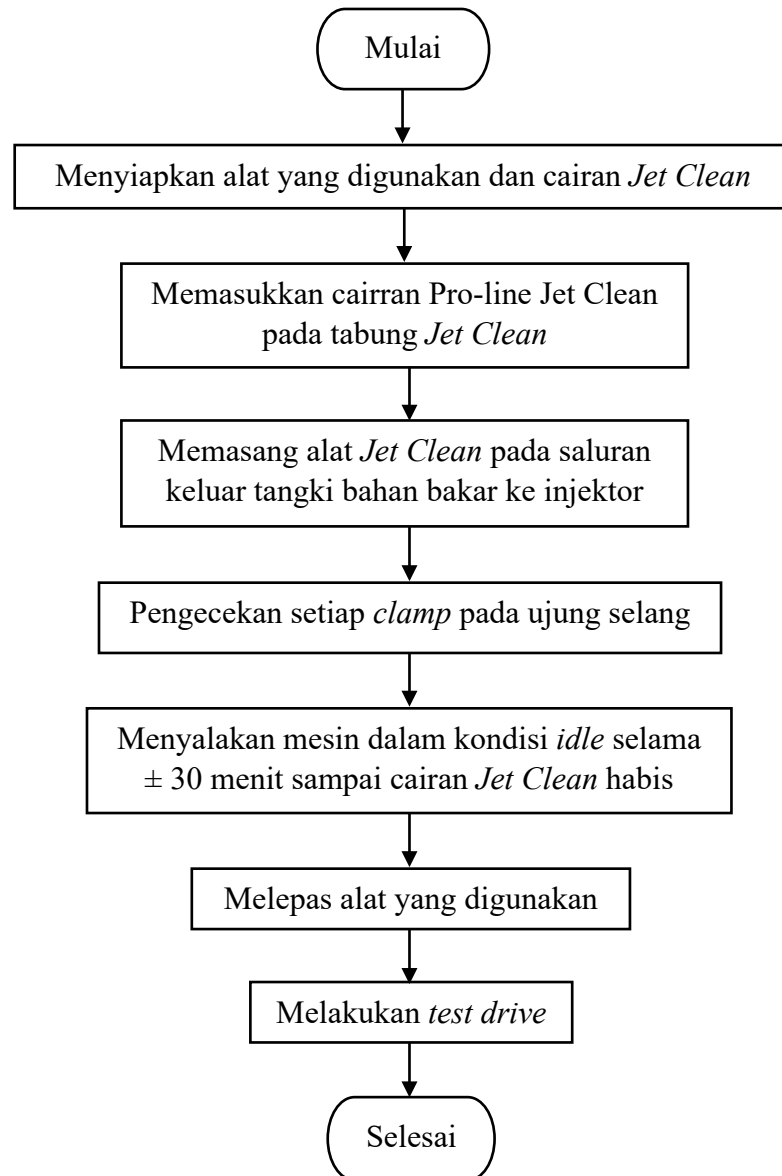 Mulai
Menyiapkan alat yang digunakan dan cairan Jet Clean
Memasukkan cairran Pro-line Jet Clean
pada tabung Jet Clean
Memasang alat Jet Clean pada saluran
keluar tangki bahan bakar ke injektor
Pengecekan setiap clamp pada ujung selang
Menyalakan mesin dalam kondisi idle selama
± 30 menit sampai cairan Jet Clean habis
Melepas alat yang digunakan
Melakukan test drive
Selesai